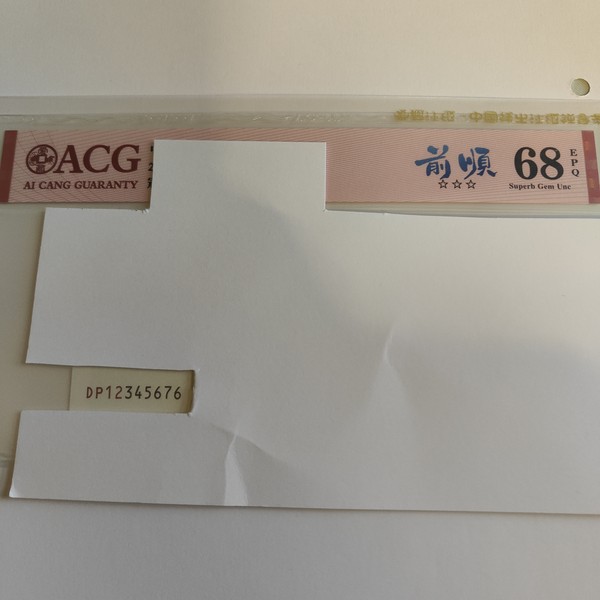 ACG
AI CANG GUARANTY
前順
☆☆☆
68
EPQ
Superb Gem Unc
DP12345676